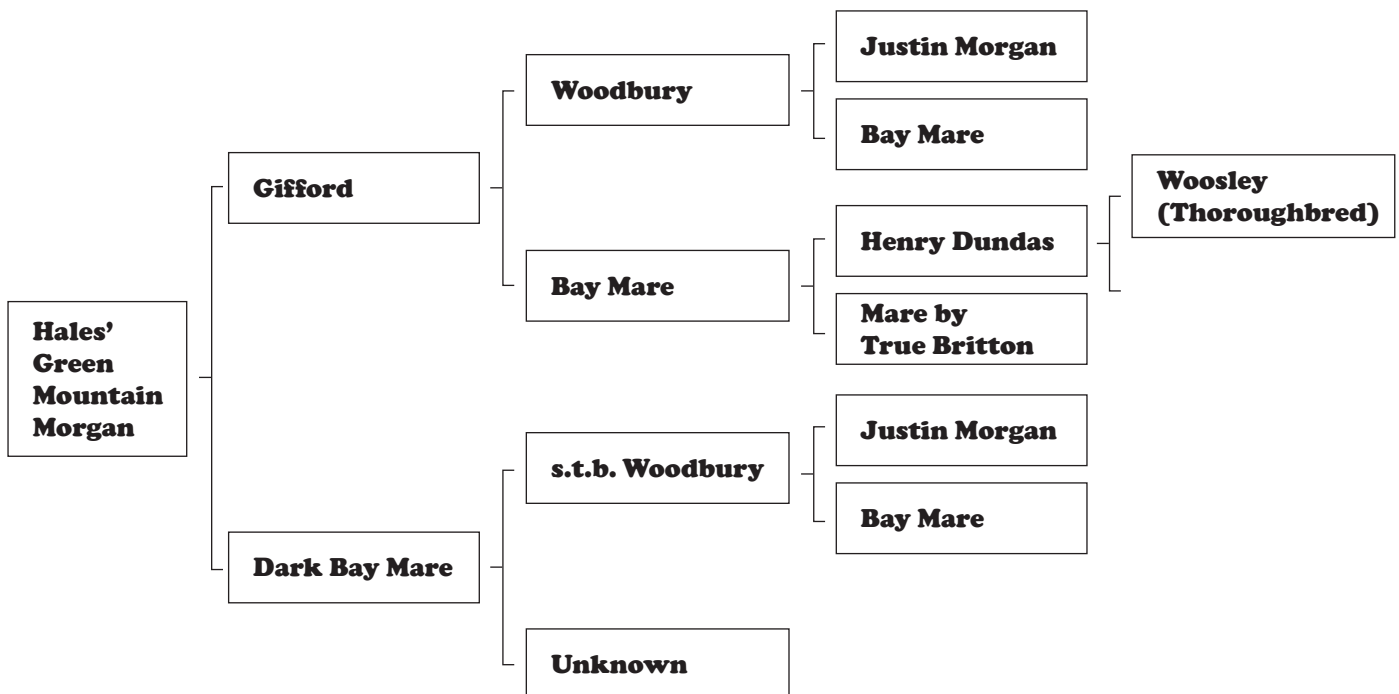 Hales’
Green
Mountain
Morgan
Gifford
Dark Bay Mare
Woodbury
Bay Mare
s.t.b. Woodbury
Unknown
Justin Morgan
Bay Mare
Henry Dundas
Mare by
True Britton
Justin Morgan
Bay Mare
Woosley
(Thoroughbred)